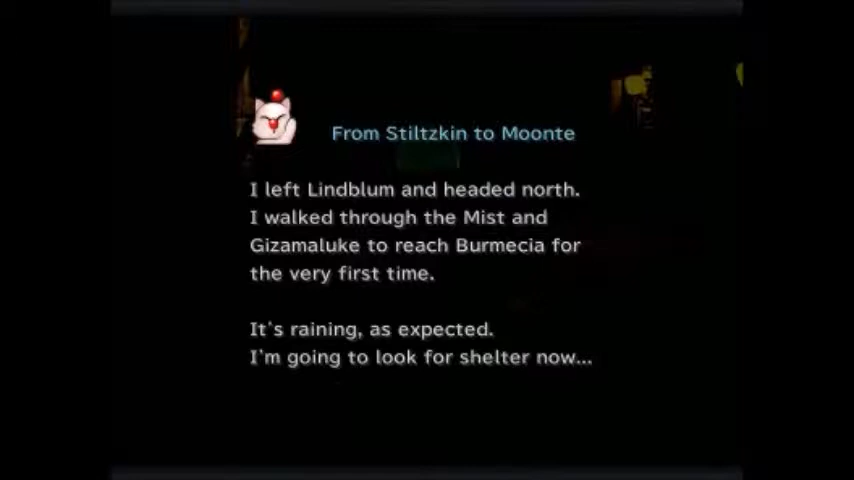 From Stiltzkin to Moonte
I left Lindblum and headed north.
I walked through the Mist and
Gizamaluke to reach Burmecia for
the very first time.
It's raining, as expected.
I'm going to look for shelter now...